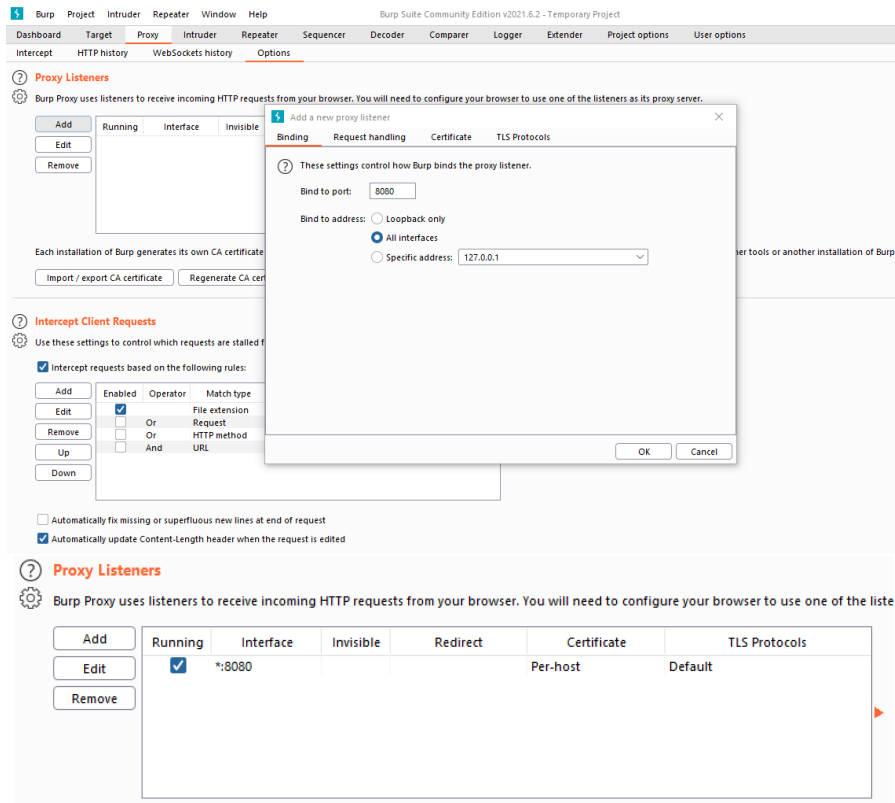 Burp Project Intruder Repeater Window Help Burp Suite Community Edition v2021.6.2 - Temporary Project
Dashboard Target Proxy Intruder Repeater Sequencer Decoder Comparer Logger Extender Project options User options
Intercept HTTP history WebSockets history Options
? Proxy Listeners
Burp Proxy uses listeners to receive incoming HTTP requests from your browser. You will need to configure your browser to use one of the listeners as its proxy server.
Add
Edit
Remove
Running Interface Invisible
Each installation of Burp generates its own CA certificate
her tools or another installation of Burp
Import / export CA certificate Regenerate CA cert
? Intercept Client Requests
Use these settings to control which requests are stalled f
Intercept requests based on the following rules:
Add
Edit
Remove
Up
Down
Enabled Operator Match type
File extension
Or Request
Or HTTP method
And URL
Automatically fix missing or superfluous new lines at end of request
Automatically update Content-Length header when the request is edited
Add a new proxy listener
Binding Request handling Certificate TLS Protocols
? These settings control how Burp binds the proxy listener.
Bind to port: 8080
Bind to address: Loopback only
All interfaces
Specific address: 127.0.0.1
OK Cancel
? Proxy Listeners
Burp Proxy uses listeners to receive incoming HTTP requests from your browser. You will need to configure your browser to use one of the liste
Add
Edit
Remove
Running Interface Invisible Redirect Certificate TLS Protocols
*:8080 Per-host Default